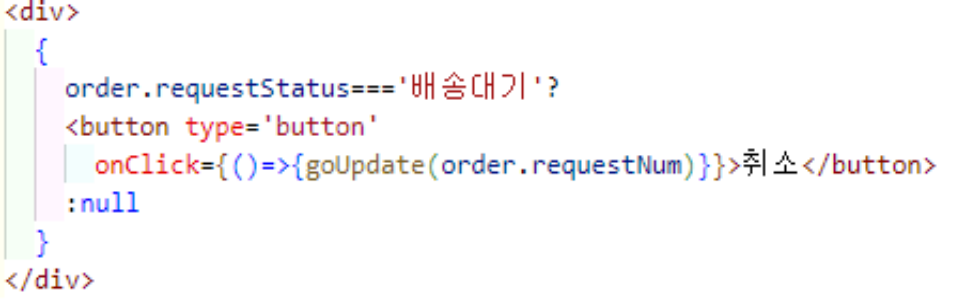 <div>
{
order.requestStatus==='배송대기'?
<button type='button'
onClick={()=>{goUpdate(order.requestNum)}}>취소</button>
:null
}
</div>